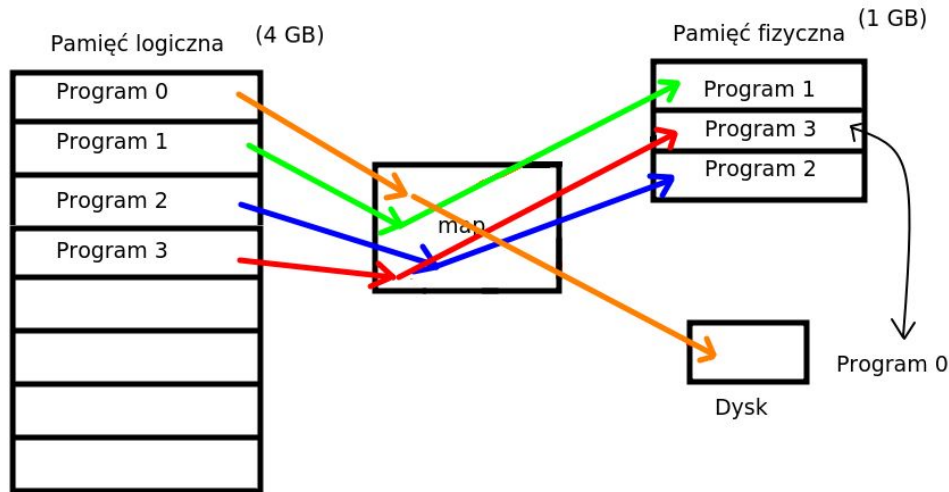 Pamięć logiczna (4 GB)
Program 0
Program 1
Program 2
Program 3
map
Pamięć fizyczna (1 GB)
Program 1
Program 3
Program 2
Program 0
Dysk